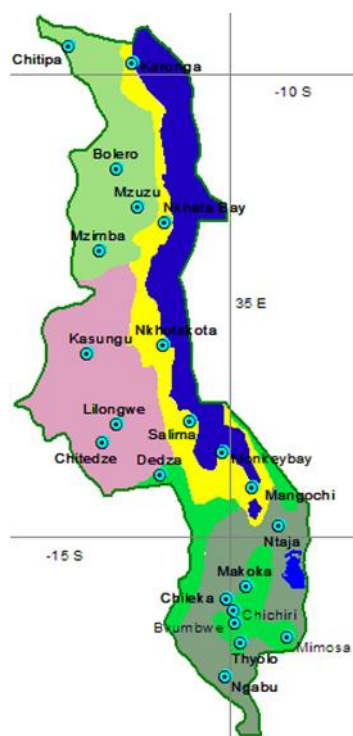 Chitipa
Karonga
-10 S
Bolero
Mzuzu
Nkhata Bay
Mzimba
35 E
Nkhotakota
Kasungu
Lilongwe
Salima
Chitedze
Monkeybay
Dedza
Mangochi
Ntaja
-15 S
Makoka
Chileka
Chichiri
Bvumbwe
Mimosa
Thyolo
Ngabu